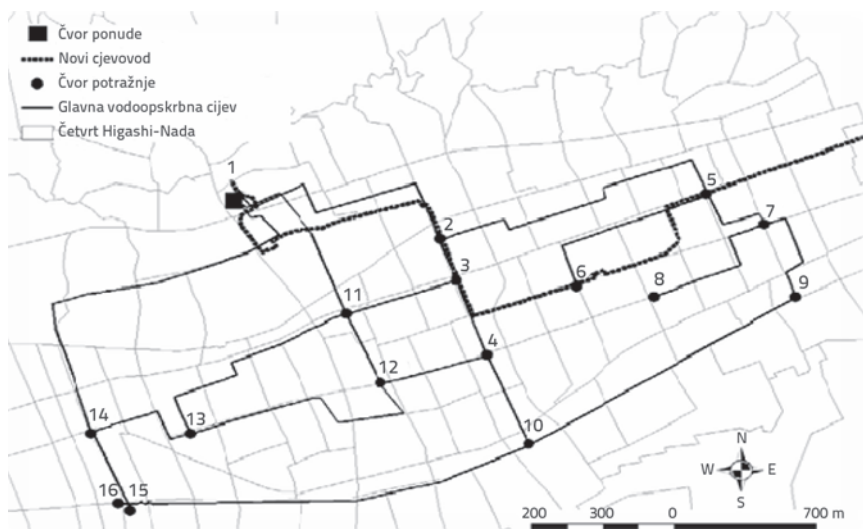 Čvor ponude
Novi cjevovod
Čvor potražnje
Glavna vodoopskrbna cijev
Četvrt Higashi-Nada
1
5
2
7
3
6
8
9
11
4
12
14
13
10
16 15
N
W E
S
200 300 0 700 m